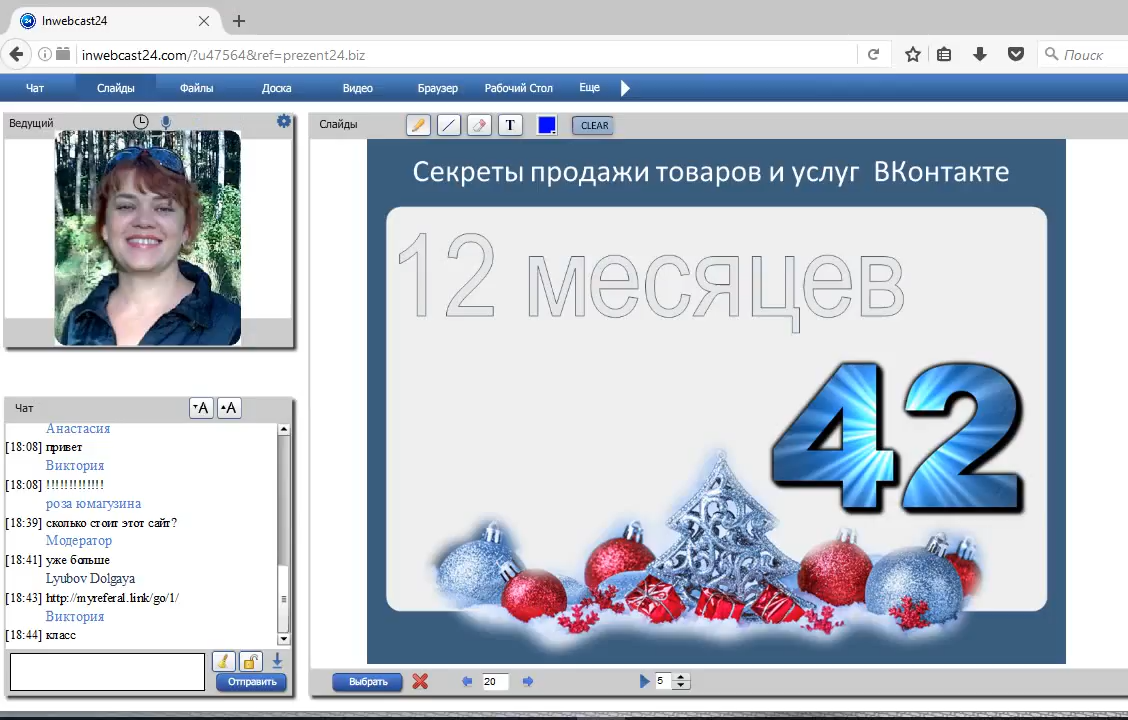 Inwebcast24
inwebcast24.com/?u47564&ref=prezent24.biz
Поиск
Чат Слайды Файлы Доска Видео Браузер Рабочий Стол Еще
Ведущий
Слайды T CLEAR
Секреты продажи товаров и услуг ВКонтакте
12 месяцев
42
Чат A A
Анастасия
[18:08] привет
Виктория
[18:08] !!!!!!!!!!!!!
роза юмагузина
[18:39] сколько стоит этот сайт?
Модератор
[18:41] уже больше
Lyubov Dolgaya
[18:43] http://myreferal.link/go/1/
Виктория
[18:44] класс
Отправить
Выбрать 20 5